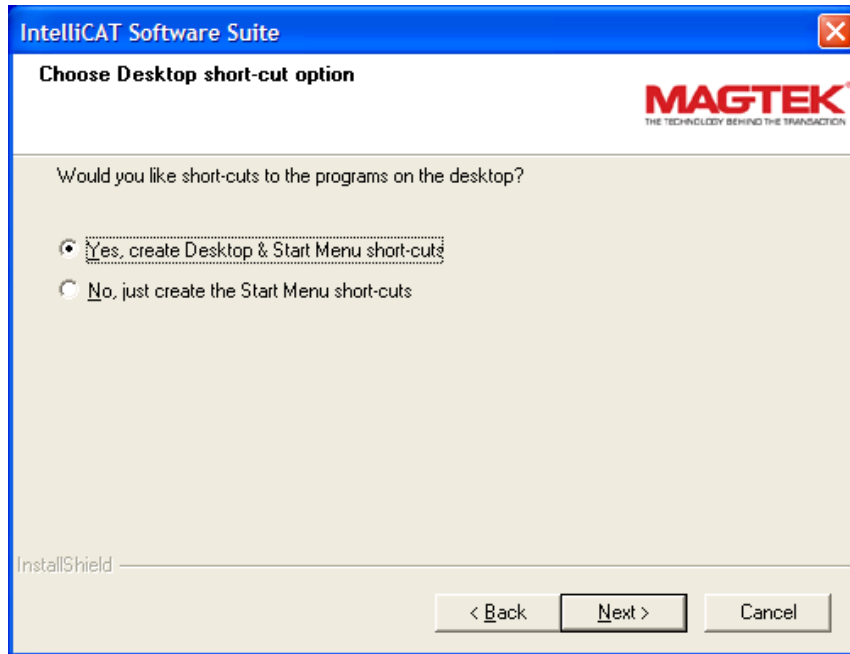 IntelliCAT Software Suite
Choose Desktop short-cut option
MAGTEK®
THE TECHNOLOGY BEHIND THE TRANSACTION
Would you like short-cuts to the programs on the desktop?
Yes, create Desktop & Start Menu short-cuts
No, just create the Start Menu short-cuts
InstallShield
< Back Next > Cancel